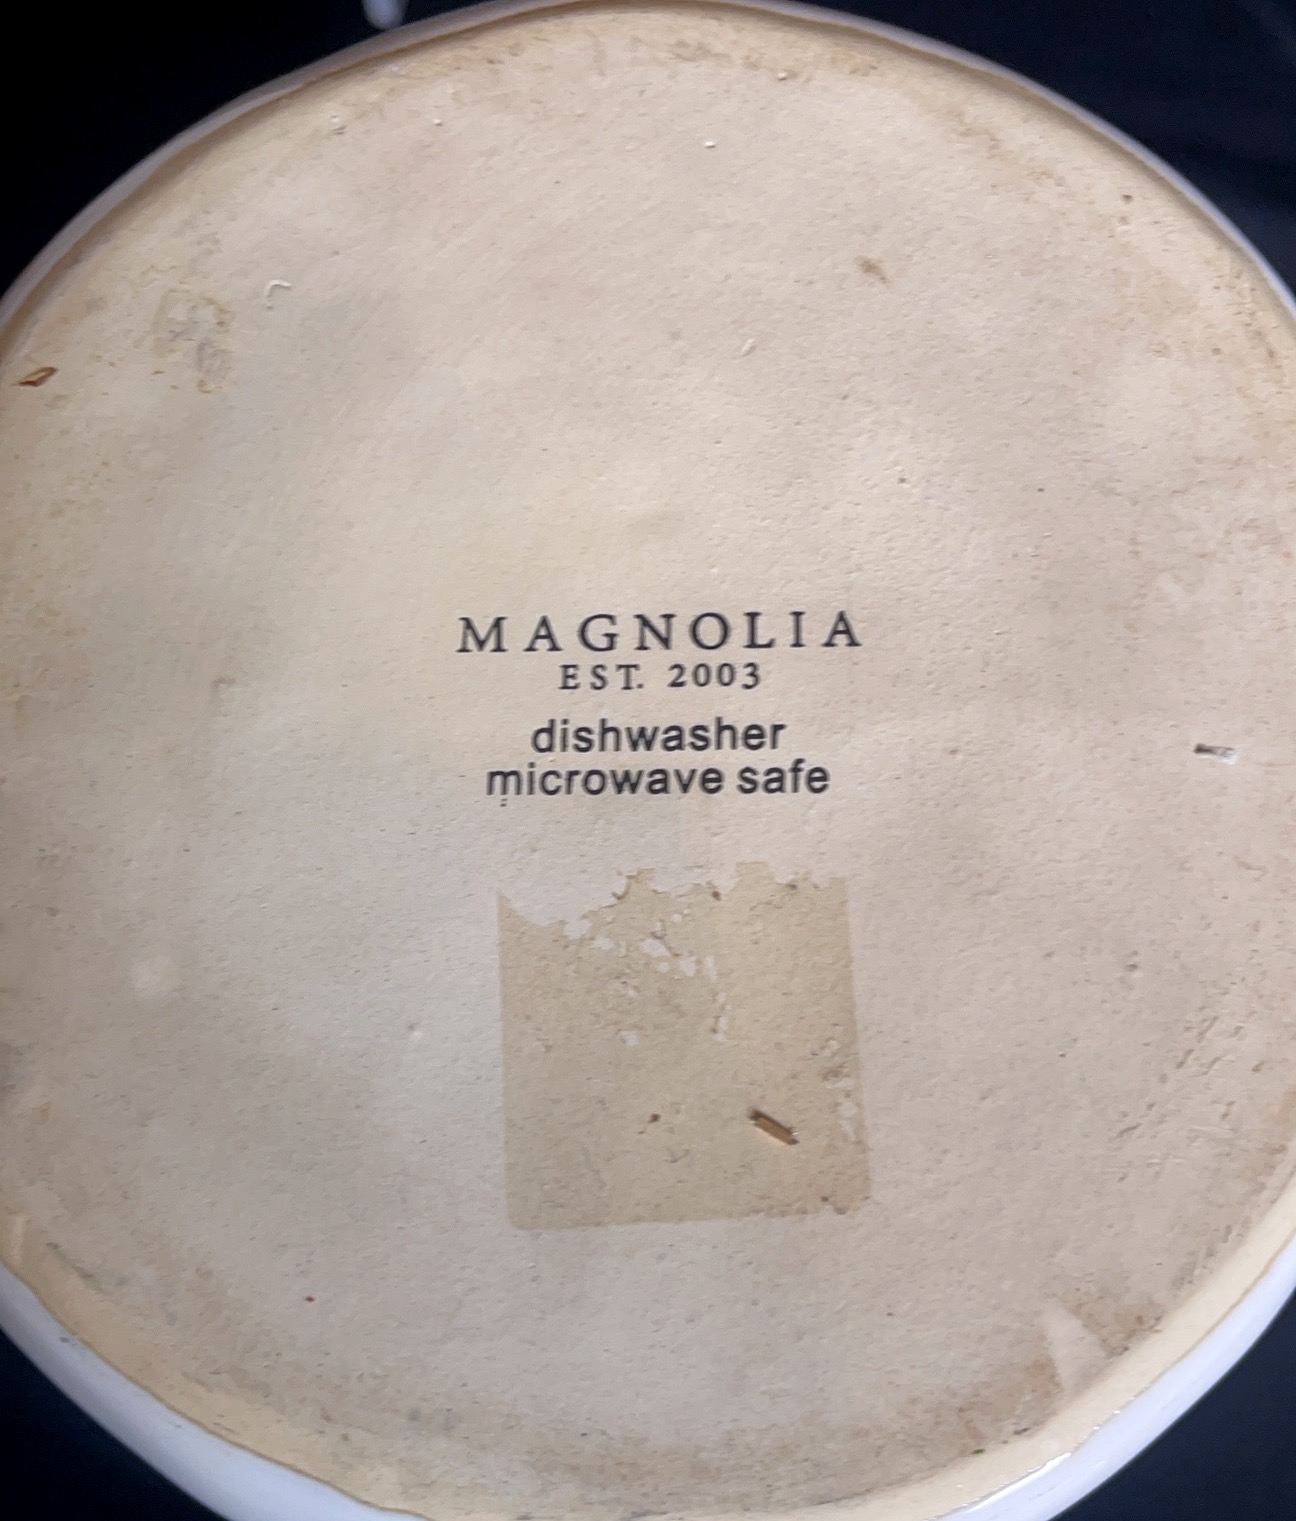 MAGNOLIA
EST. 2003
dishwasher
microwave safe